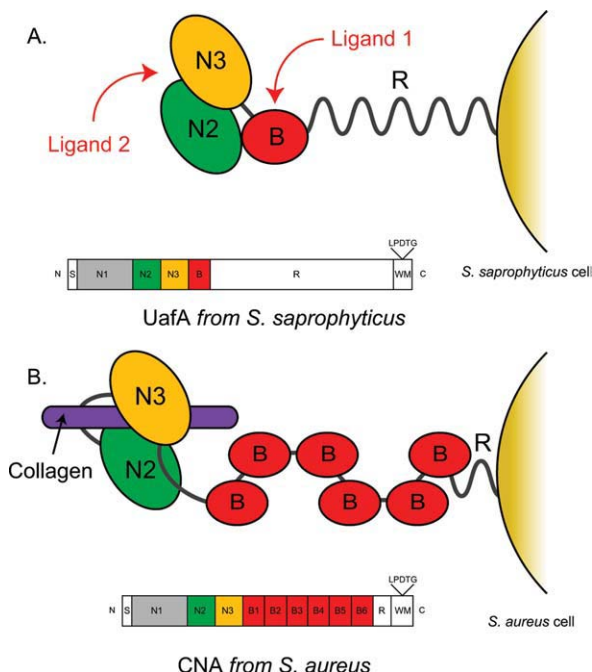 A.
N3
Ligand 1
R
Ligand 2
N2
B
LPDTG
N S N1 N2 N3 B R WM C
S. saprophyticus cell
UafA from S. saprophyticus
B.
N3
R
B B B
Collagen
N2
B B B
LPDTG
N S N1 N2 N3 B1 B2 B3 B4 B5 B6 R WM C
S. aureus cell
CNA from S. aureus